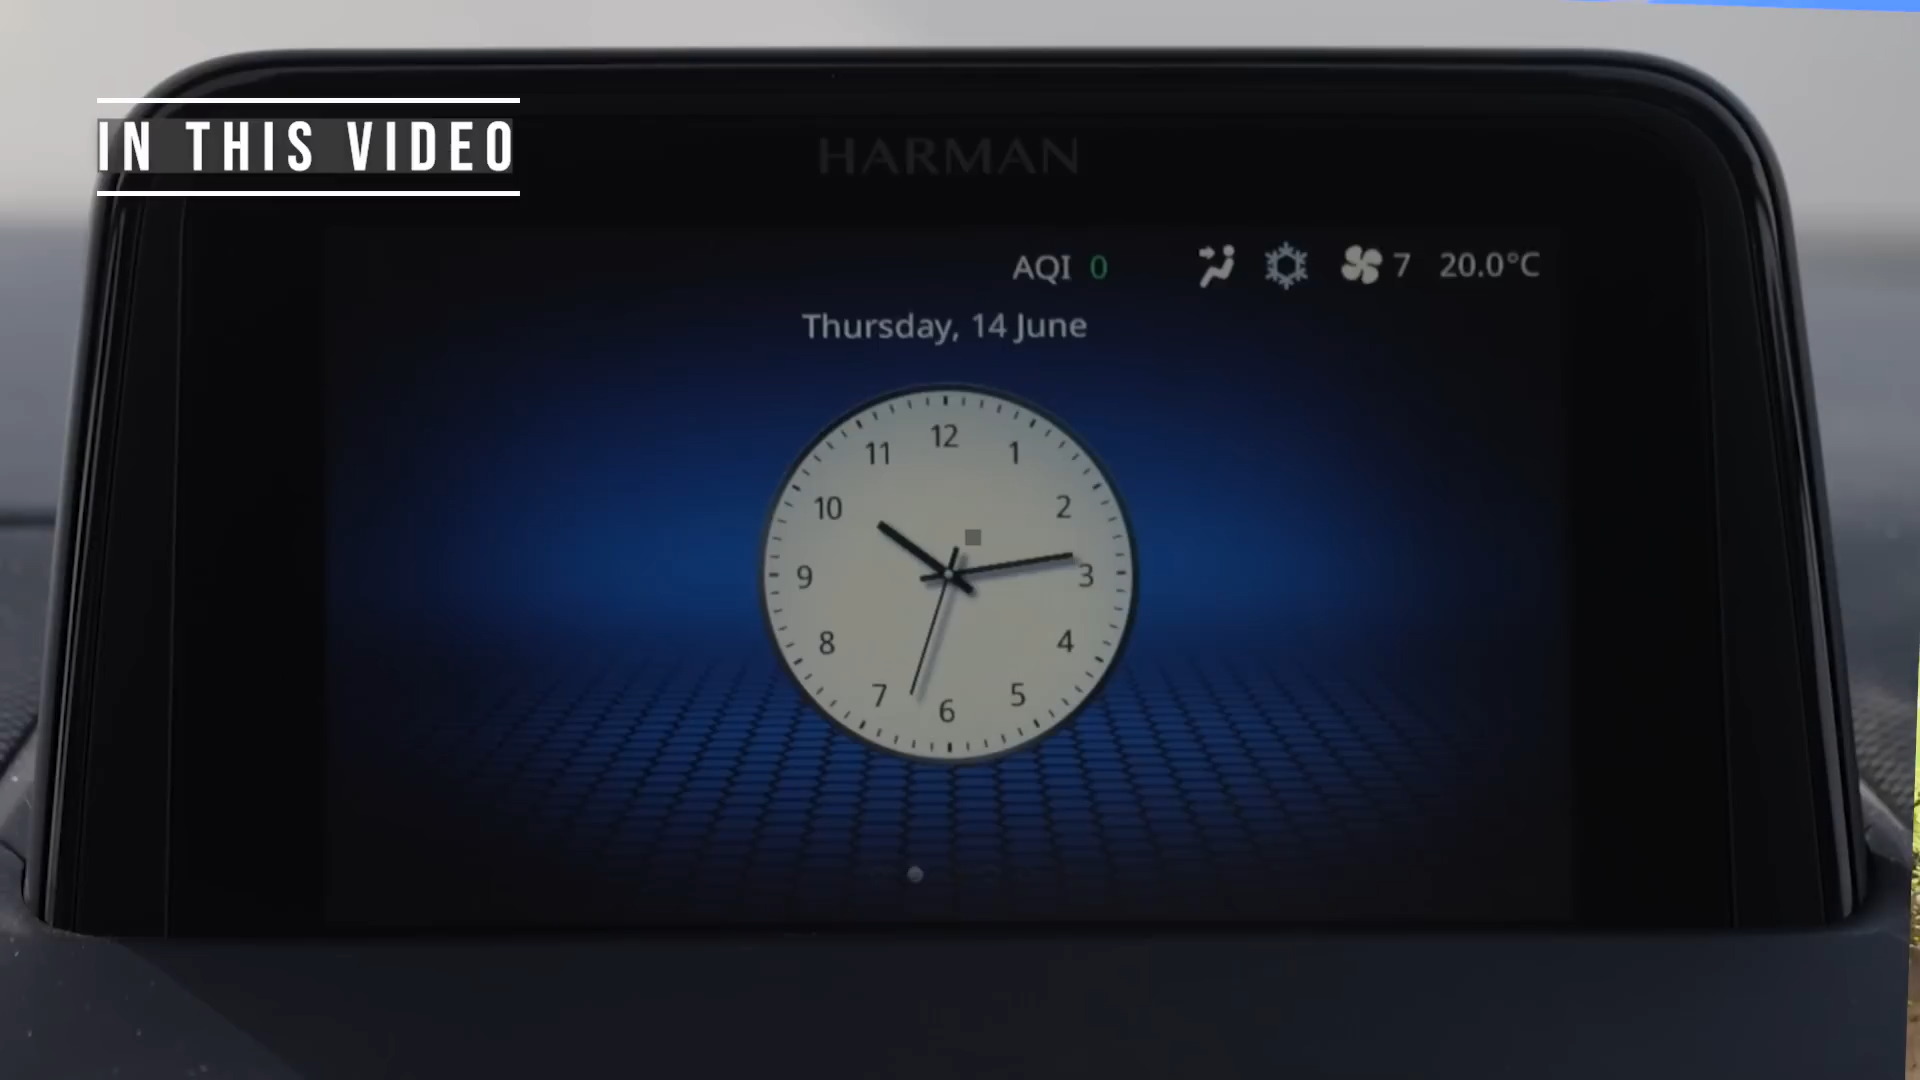 IN THIS VIDEO
HARMAN
AQI 0 7 20.0°C
Thursday, 14 June
12
11 1
10 2
9 3
8 4
7 5
6